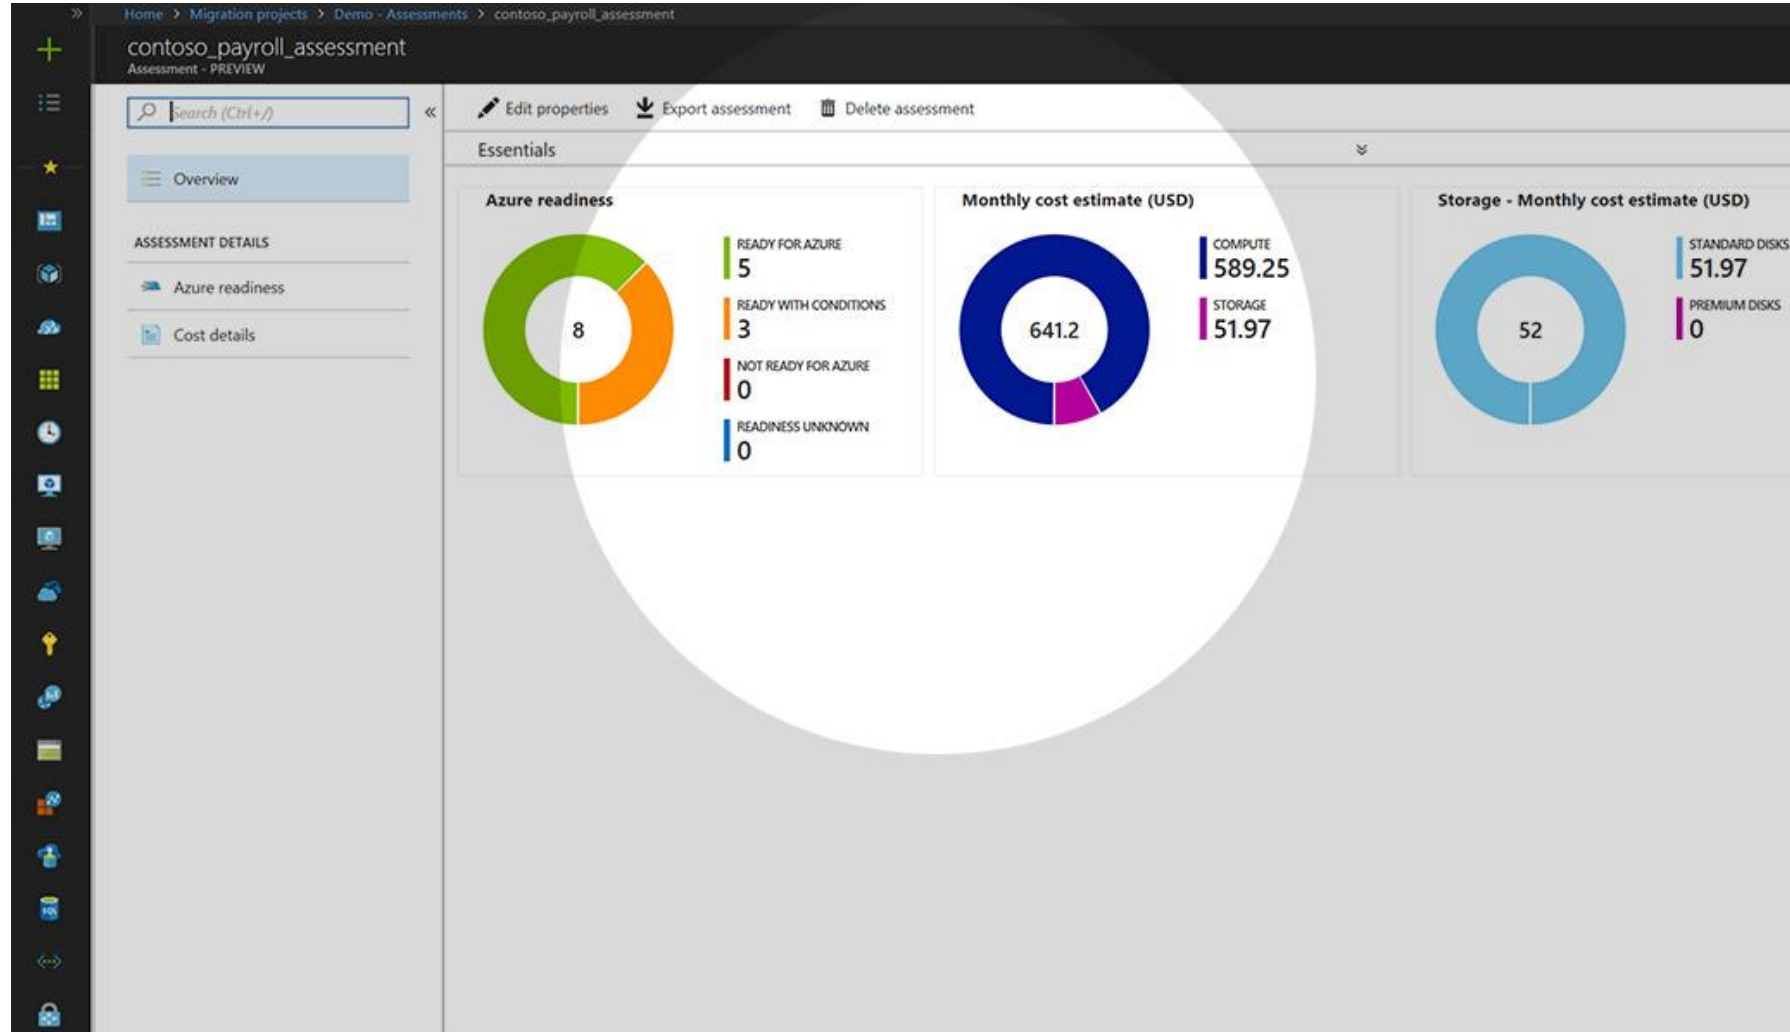 Home > Migration projects > Demo - Assessments > contoso_payroll_assessment
contoso_payroll_assessment
Assessment - PREVIEW
Search (Ctrl+/)
Overview
ASSESSMENT DETAILS
Azure readiness
Cost details
Edit properties
Export assessment
Delete assessment
Essentials
Azure readiness
8
READY FOR AZURE
5
READY WITH CONDITIONS
3
NOT READY FOR AZURE
0
READINESS UNKNOWN
0
Monthly cost estimate (USD)
641.2
COMPUTE
589.25
STORAGE
51.97
Storage - Monthly cost estimate (USD)
52
STANDARD DISKS
51.97
PREMIUM DISKS
0
SQL